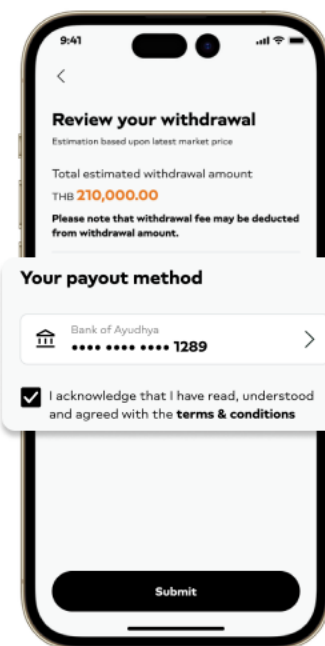 9:41
Review your withdrawal
Estimation based upon latest market price
Total estimated withdrawal amount
THB 210,000.00
Please note that withdrawal fee may be deducted
from withdrawal amount.
Your payout method
Bank of Ayudhya
•••• •••• •••• 1289
I acknowledge that I have read, understood
and agreed with the terms & conditions
Submit